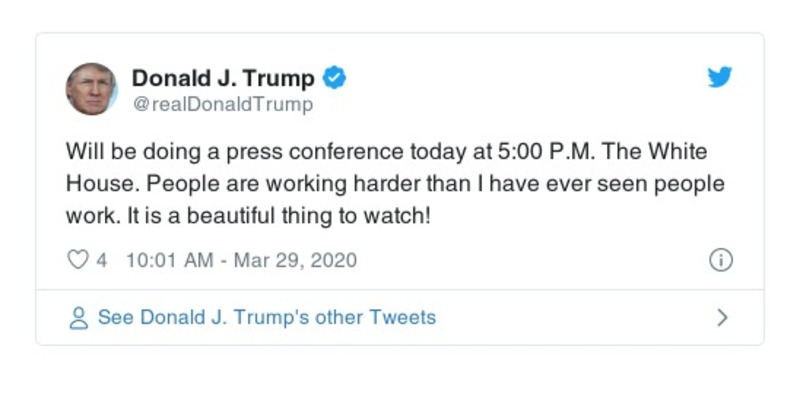 Donald J. Trump
@realDonaldTrump
Will be doing a press conference today at 5:00 P.M. The White
House. People are working harder than I have ever seen people
work. It is a beautiful thing to watch!
4 10:01 AM - Mar 29, 2020
See Donald J. Trump's other Tweets